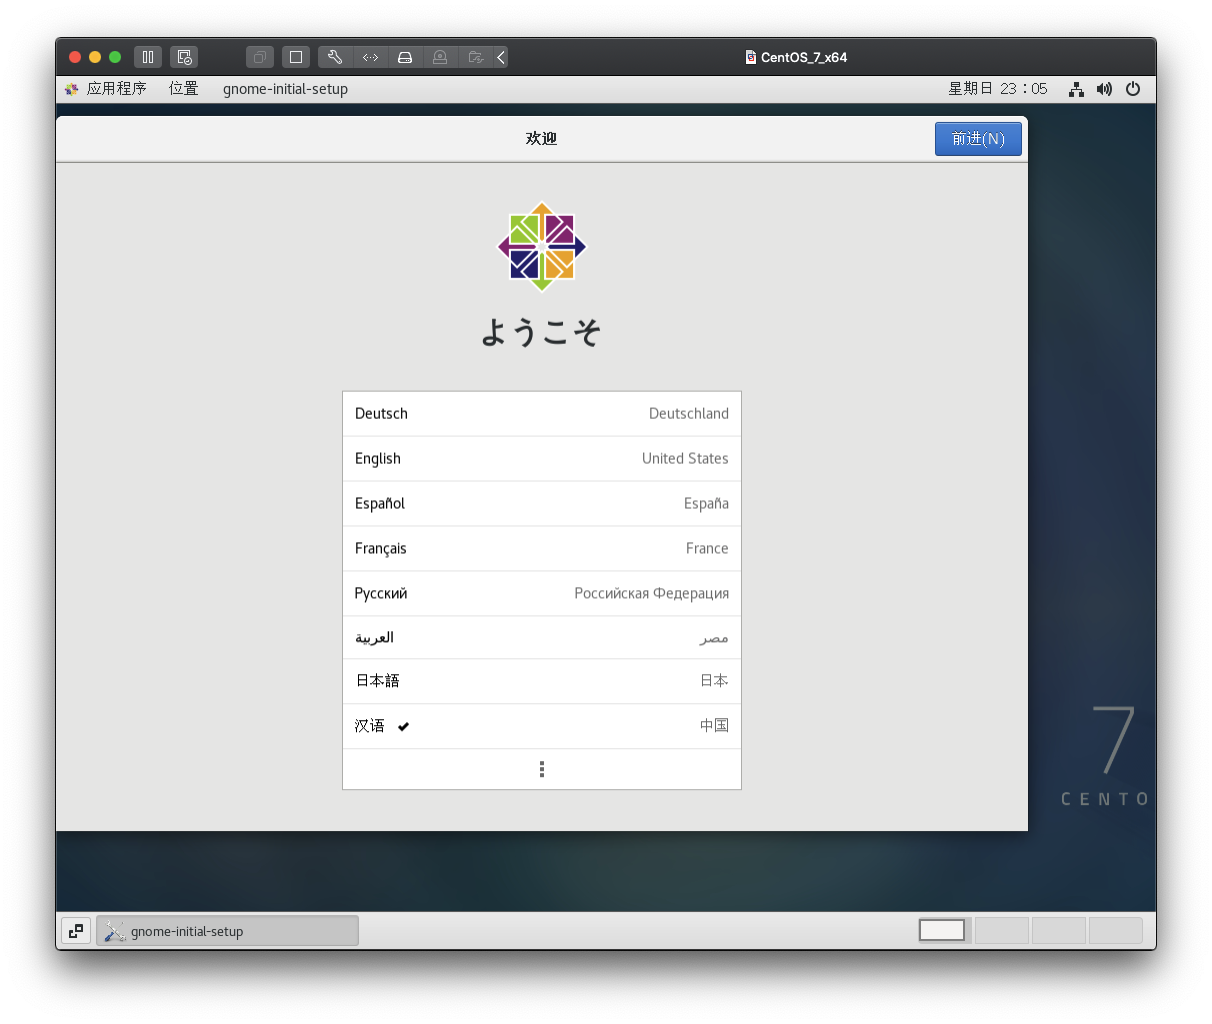 CentOS_7_x64
应用程序 位置 gnome-initial-setup 星期日 23：05
欢迎 前进(N)
ようこそ
Deutsch Deutschland
English United States
Español España
Français France
Русский Российская Федерация
العربية مصر
日本語 日本
汉语 中国
7
CENTO
gnome-initial-setup